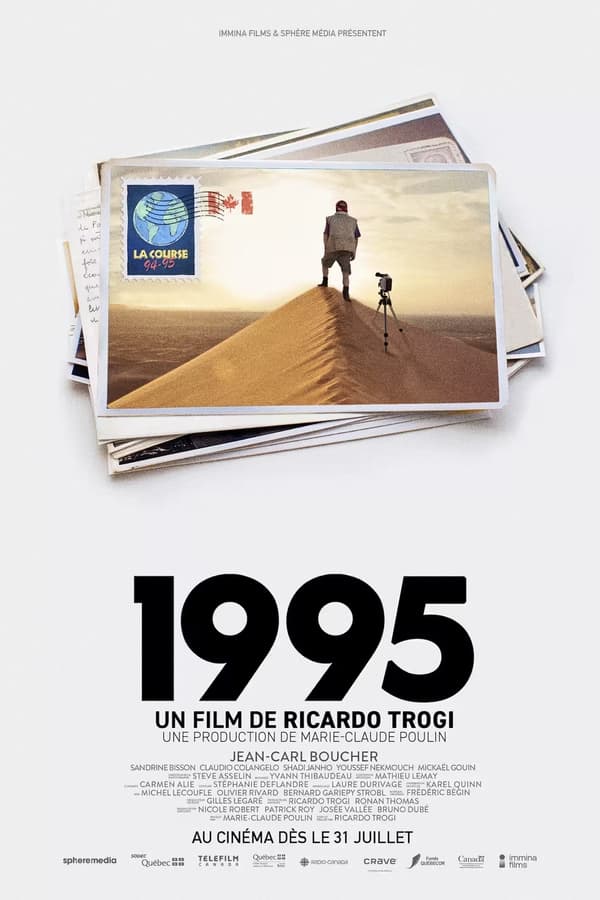 IMMINA FILMS & SPHÈRE MÉDIA PRÉSENTENT
LA COURSE
94-95
1995
UN FILM DE RICARDO TROGI
UNE PRODUCTION DE MARIE-CLAUDE POULIN
JEAN-CARL BOUCHER
SANDRINE BISSON CLAUDIO COLANGELO SHADI JANHO YOUSSEF NEKMOUCH MICKAËL GOUIN
STEVE ASSELIN YVANN THIBAUDEAU MATHIEU LEMAY
CARMEN ALIE STÉPHANIE DEFLANDRE LAURE DURIVAGE KAREL QUINN
MICHEL LECOUFLE OLIVIER RIVARD BERNARD GARIÉPY STROBL FRÉDÉRIC BÉGIN
GILLES LÉGARÉ RICARDO TROGI RONAN THOMAS
NICOLE ROBERT PATRICK ROY JOSÉE VALLÉE BRUNO DUBÉ
MARIE-CLAUDE POULIN RICARDO TROGI
AU CINÉMA DÈS LE 31 JUILLET
spheremedia
SODEC
Québec
TELEFILM
CANADA
Québec
RADIO-CANADA
CRAVE
Fonds
QUEBECOR
Canada
immina
films